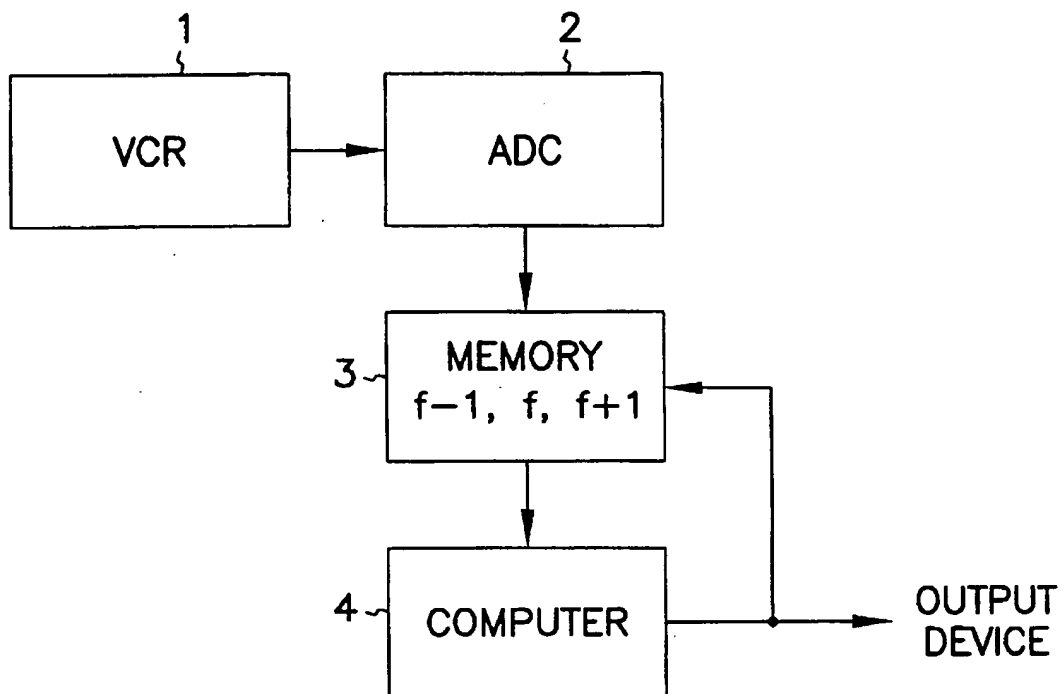 1
2
VCR
ADC
3
MEMORY
f-1, f, f+1
4
COMPUTER
OUTPUT
DEVICE